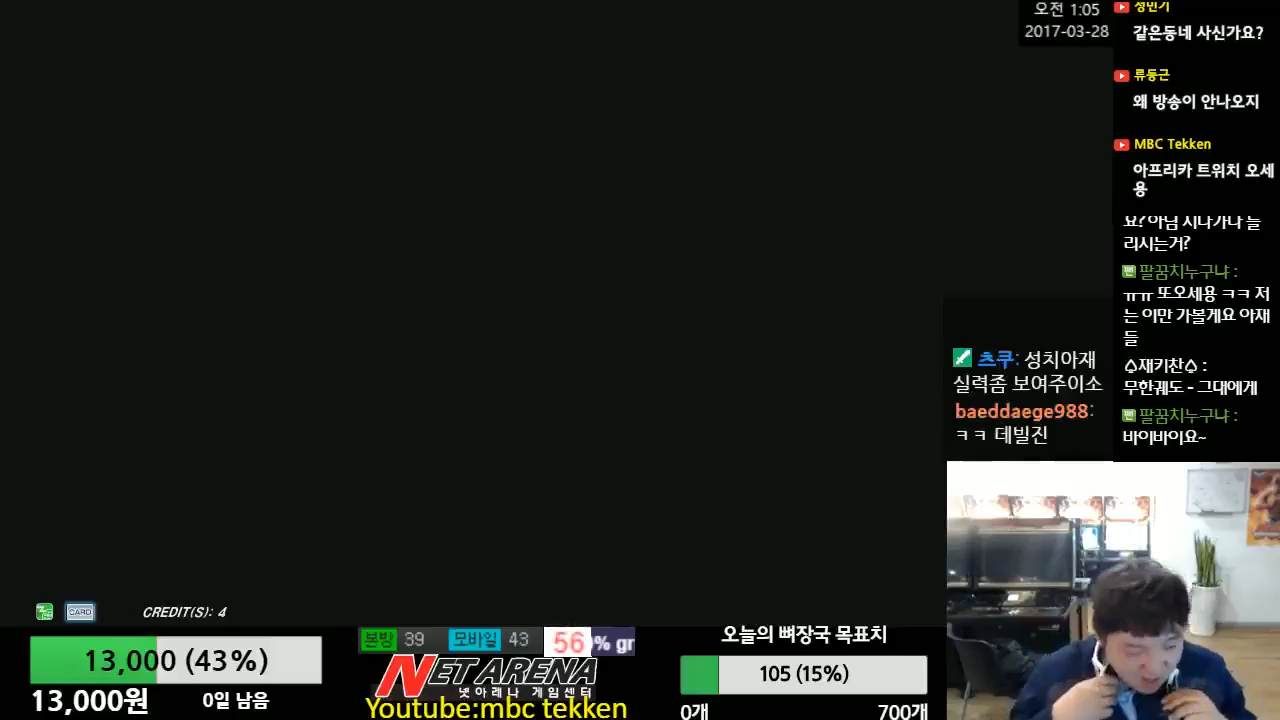 오전 1:05
2017-03-28
정민기
같은동네 사신가요?
류동근
왜 방송이 안나오지
MBC Tekken
아프리카 트위치 오세
용
요? 아님 지나가다 들
리시는거?
팬 팔꿈치누구냐 :
ㅠㅠ 또오세용 ㅋㅋ 저
는 이만 가볼게요 아재
들
♤재키찬♤ :
무한궤도 - 그대에게
팬 팔꿈치누구냐 :
바이바이요~
츠쿠: 성치아재
실력좀 보여주이소
baeddaege988:
ㅋㅋ 데빌진
CARD
CREDIT(S): 4
13,000 (43%)
13,000원
0일 남음
본방 39 모바일 43 56 % gr
NET ARENA
넷아레나 게임센터
Youtube:mbc tekken
오늘의 뼈장국 목표치
105 (15%)
0개
700개